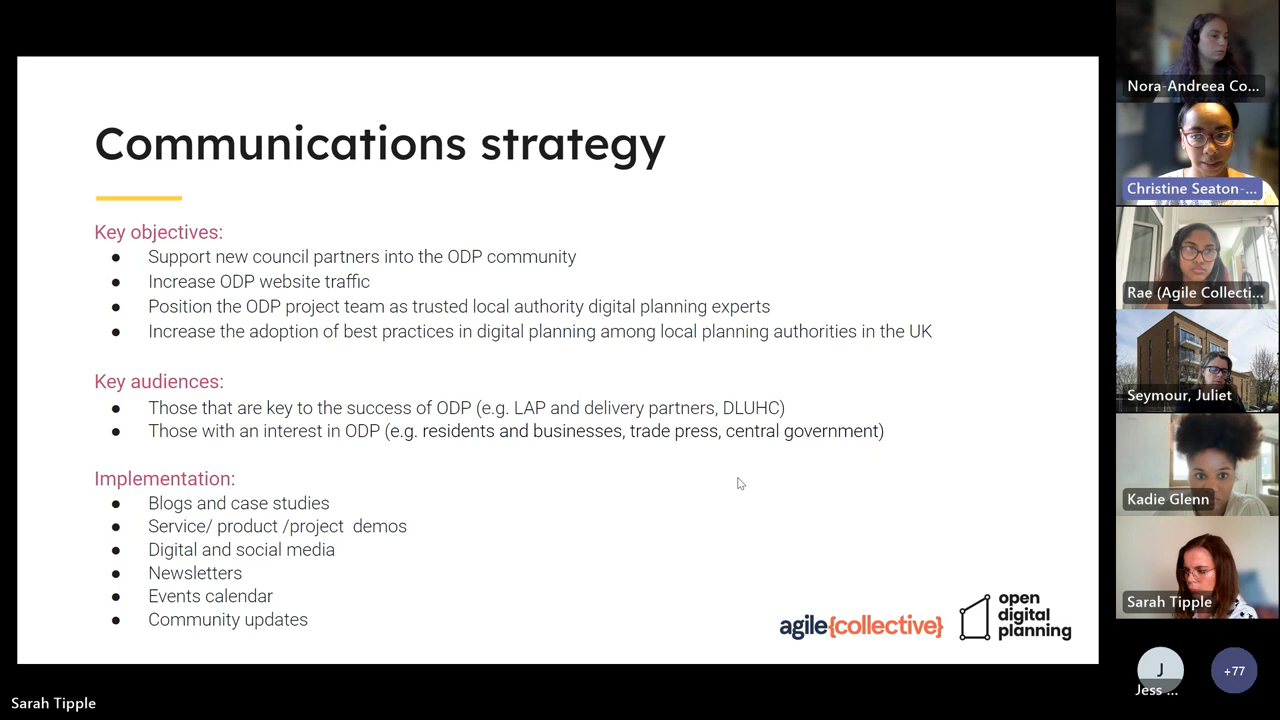 Communications strategy
Key objectives:
● Support new council partners into the ODP community
● Increase ODP website traffic
● Position the ODP project team as trusted local authority digital planning experts
● Increase the adoption of best practices in digital planning among local planning authorities in the UK
Key audiences:
● Those that are key to the success of ODP (e.g. LAP and delivery partners, DLUHC)
● Those with an interest in ODP (e.g. residents and businesses, trade press, central government)
Implementation:
● Blogs and case studies
● Service/ product /project  demos
● Digital and social media
● Newsletters
● Events calendar
● Community updates
agile{collective}
open
digital
planning
Sarah Tipple
Nora-Andreea Co...
Christine Seaton-...
Rae (Agile Collecti...
Seymour, Juliet
Kadie Glenn
Sarah Tipple
J
Jess ...
+77